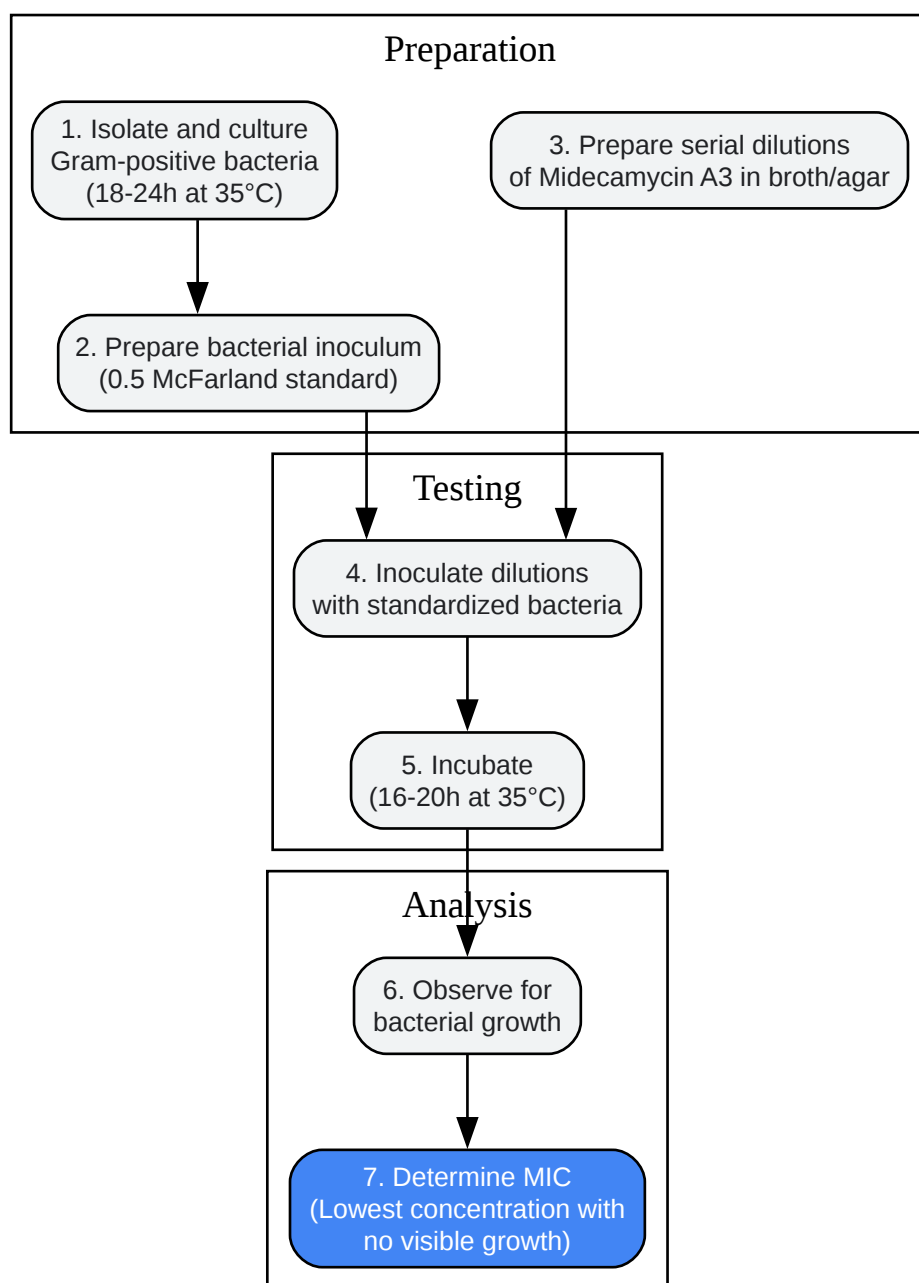 Preparation
1. Isolate and culture
Gram-positive bacteria
(18-24h at 35°C)
3. Prepare serial dilutions
of Midecamycin A3 in broth/agar
2. Prepare bacterial inoculum
(0.5 McFarland standard)
Testing
4. Inoculate dilutions
with standardized bacteria
5. Incubate
(16-20h at 35°C)
Analysis
6. Observe for
bacterial growth
7. Determine MIC
(Lowest concentration with
no visible growth)